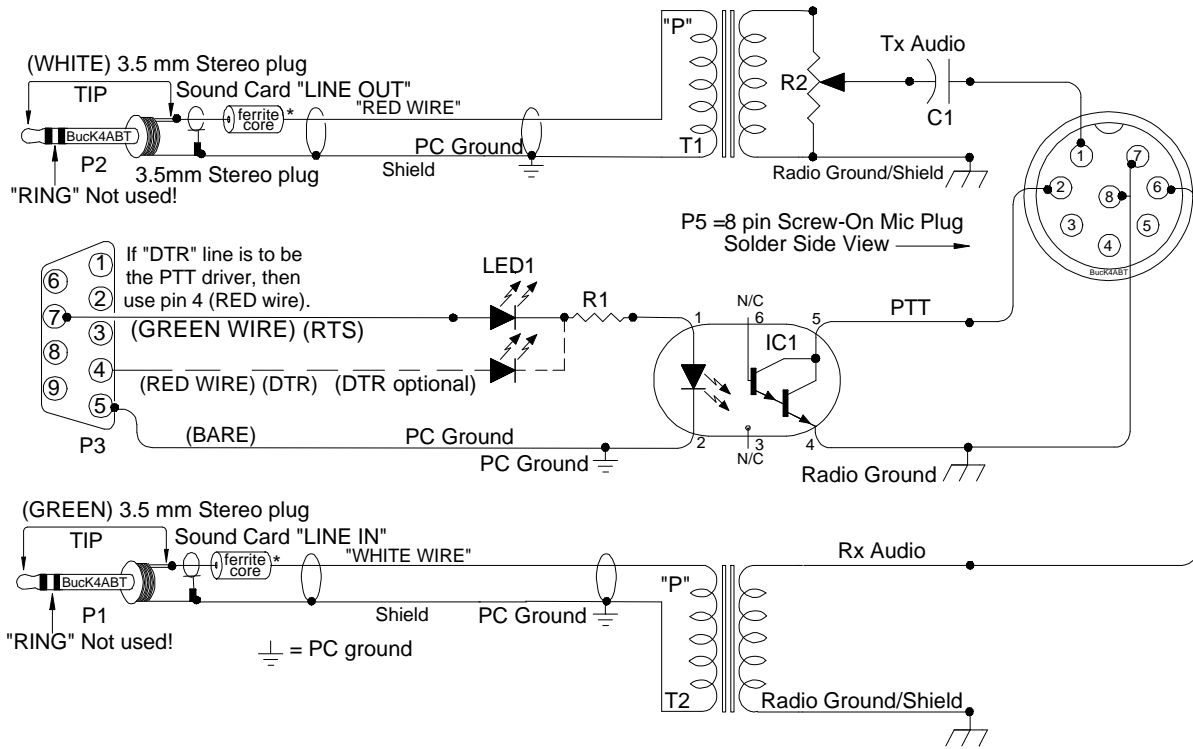 (WHITE) 3.5 mm Stereo plug
TIP
Sound Card "LINE OUT"
ferrite
core
*
"RED WIRE"
BucK4ABT
P2
3.5mm Stereo plug
"RING" Not used!
PC Ground
Shield
"P"
T1
R2
Tx Audio
C1
Radio Ground/Shield
P5 =8 pin Screw-On Mic Plug
Solder Side View
1
7
2
8
6
3
5
4
BucK4ABT
If "DTR" line is to be
the PTT driver, then
use pin 4 (RED wire).
1
6
2
7
3
8
4
9
5
P3
(GREEN WIRE) (RTS)
(RED WIRE) (DTR)
(DTR optional)
LED1
R1
(BARE)
PC Ground
PC Ground
N/C
1
6
5
IC1
2
3
4
N/C
PTT
Radio Ground
(GREEN) 3.5 mm Stereo plug
TIP
Sound Card "LINE IN"
ferrite
core
*
"WHITE WIRE"
BucK4ABT
P1
"RING" Not used!
Shield
PC Ground
= PC ground
"P"
T2
Rx Audio
Radio Ground/Shield